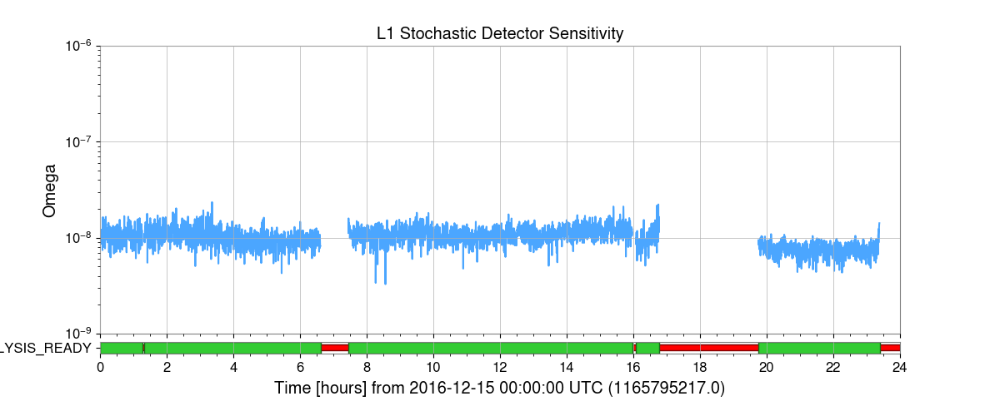 L1 Stochastic Detector Sensitivity
10⁻⁶
10⁻⁷
10⁻⁸
10⁻⁹
Omega
LYSIS_READY
0 2 4 6 8 10 12 14 16 18 20 22 24
Time [hours] from 2016-12-15 00:00:00 UTC (1165795217.0)